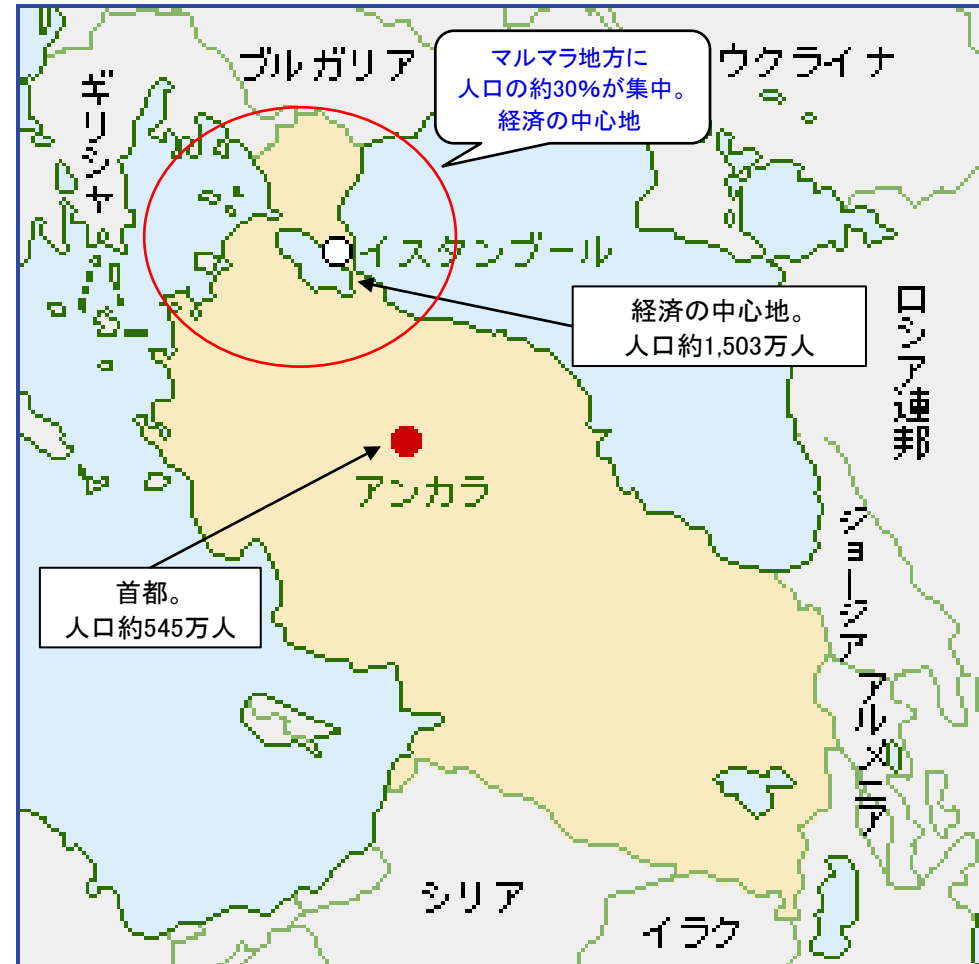 マルマラ地方に
人口の約30%が集中。
経済の中心地
ブルガリア
ウクライナ
ギリシャ
イスタンブール
経済の中心地。
人口約1,503万人
ロシア連邦
アンカラ
首都。
人口約545万人
ジョージア
アルメニア
シリア
イラク